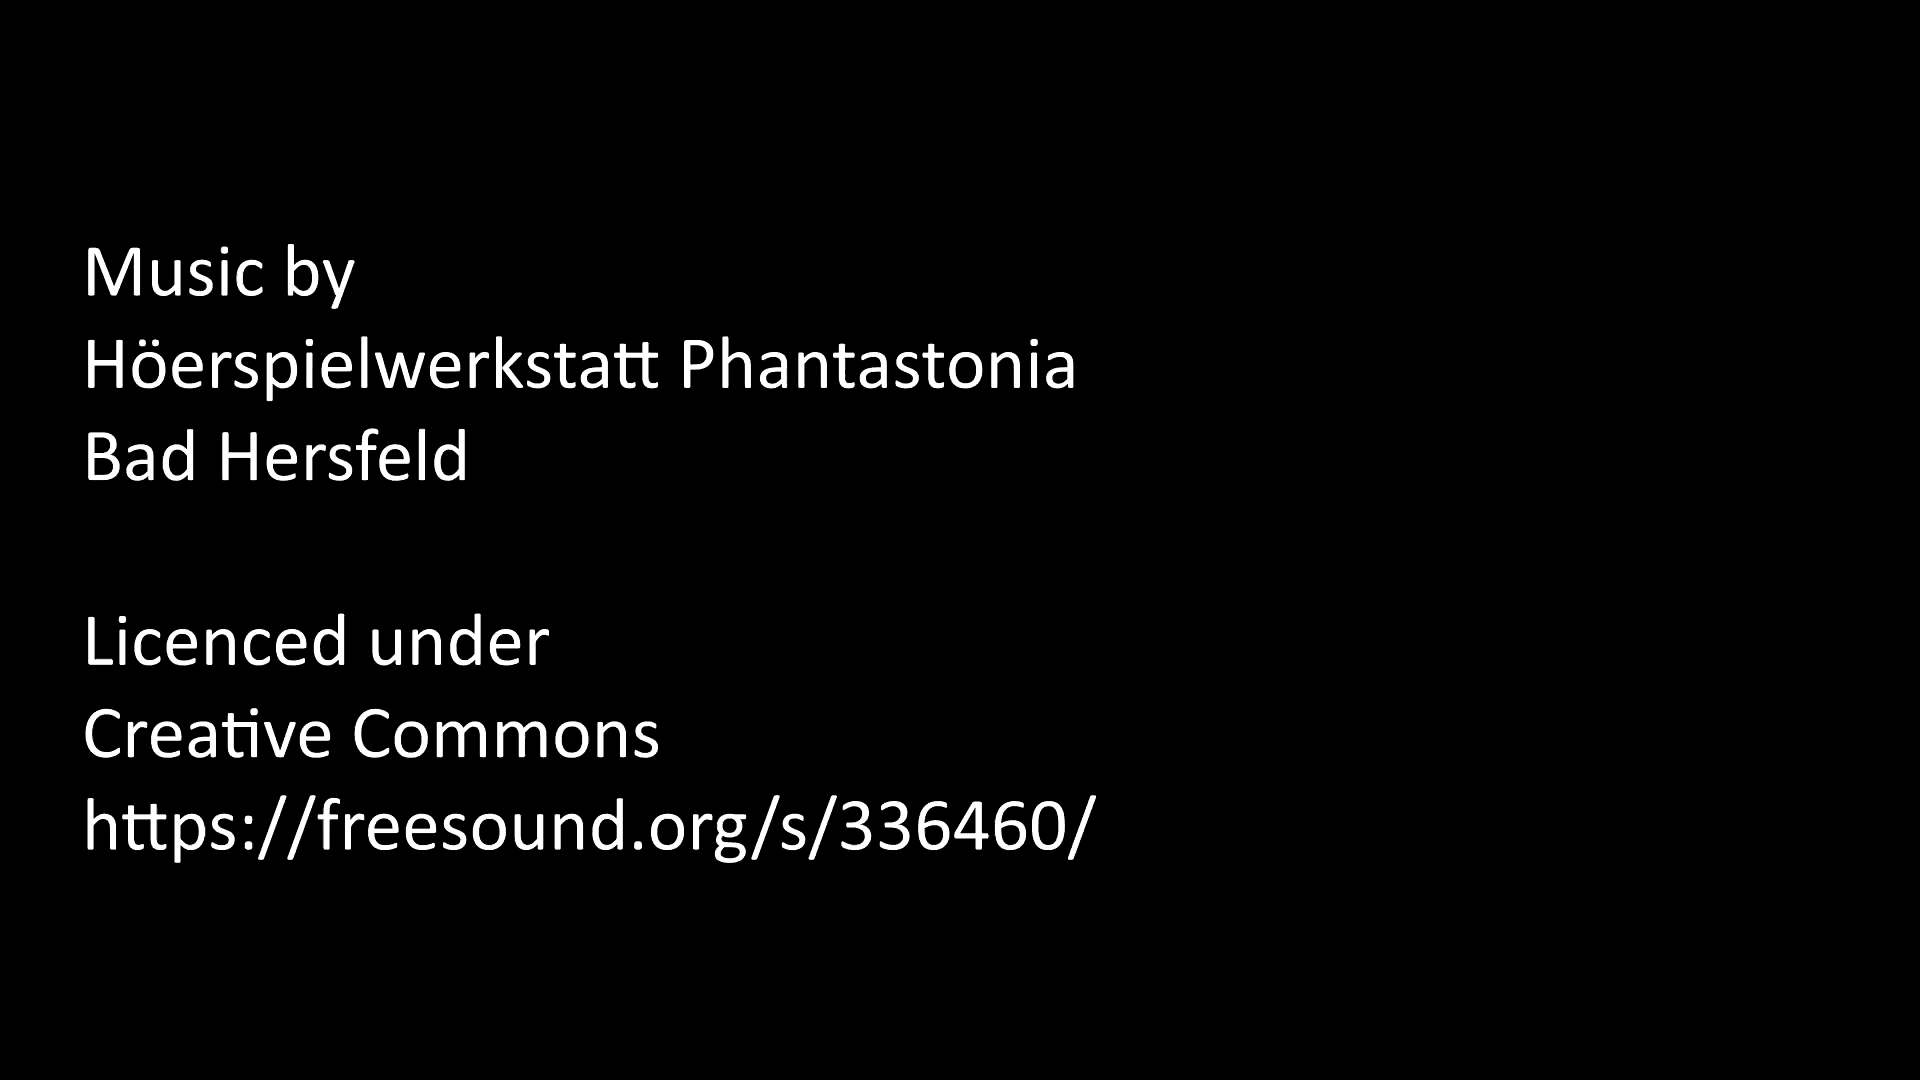 Music by
Höerspielwerkstatt Phantastonia
Bad Hersfeld
Licenced under
Creative Commons
https://freesound.org/s/336460/